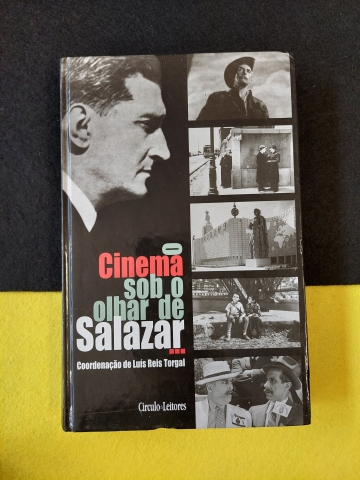 O
Cinema
sob o
olhar de
Salazar...
Coordenação de Luís Reis Torgal
Círculo de Leitores